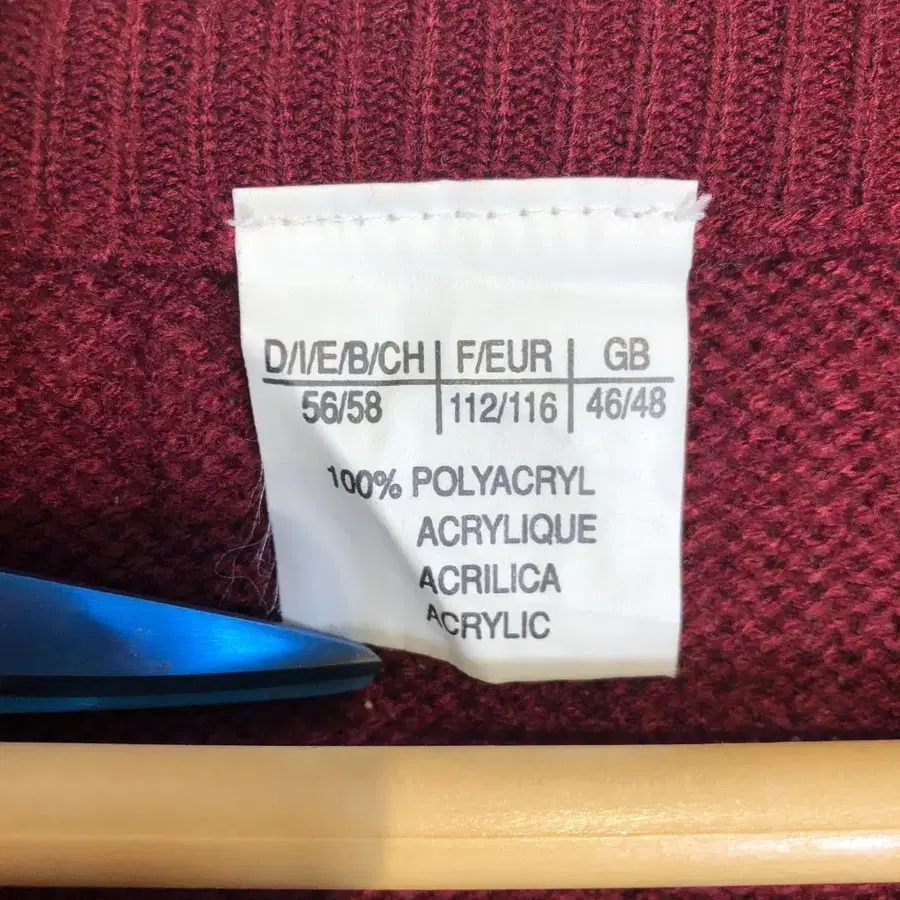 D/I/E/B/CH F/EUR GB
56/58 112/116 46/48
100% POLYACRYL
ACRYLIQUE
ACRILICA
ACRYLIC